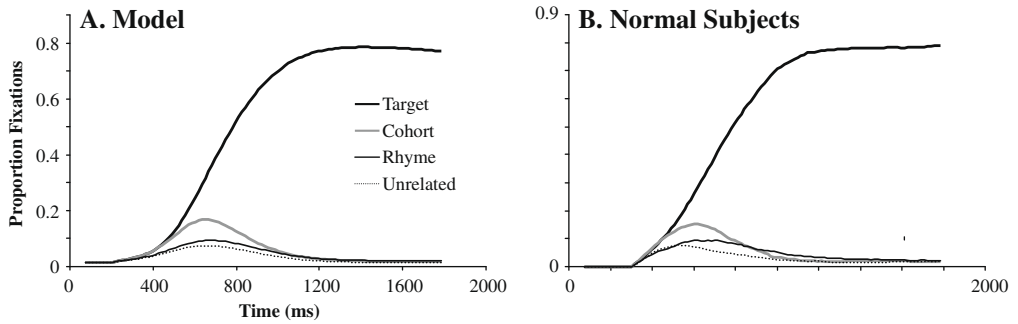 A. Model
0.8
0.6
0.4
0.2
0
Proportion Fixations
Target
Cohort
Rhyme
Unrelated
0 400 800 1200 1600 2000
Time (ms)
B. Normal Subjects
0.9
0
0 2000